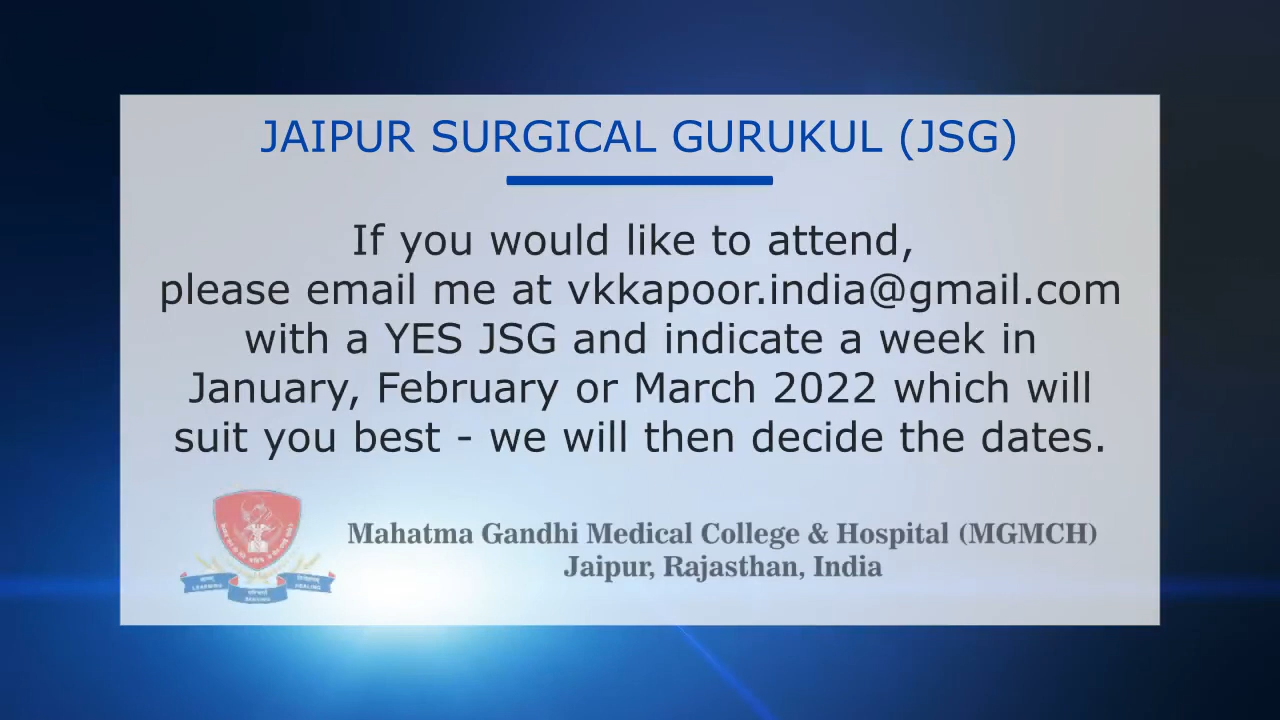 JAIPUR SURGICAL GURUKUL (JSG)
If you would like to attend,
please email me at vkkapoor.india@gmail.com
with a YES JSG and indicate a week in
January, February or March 2022 which will
suit you best - we will then decide the dates.
Mahatma Gandhi Medical College & Hospital (MGMCH)
Jaipur, Rajasthan, India
LEARNING
HEALING